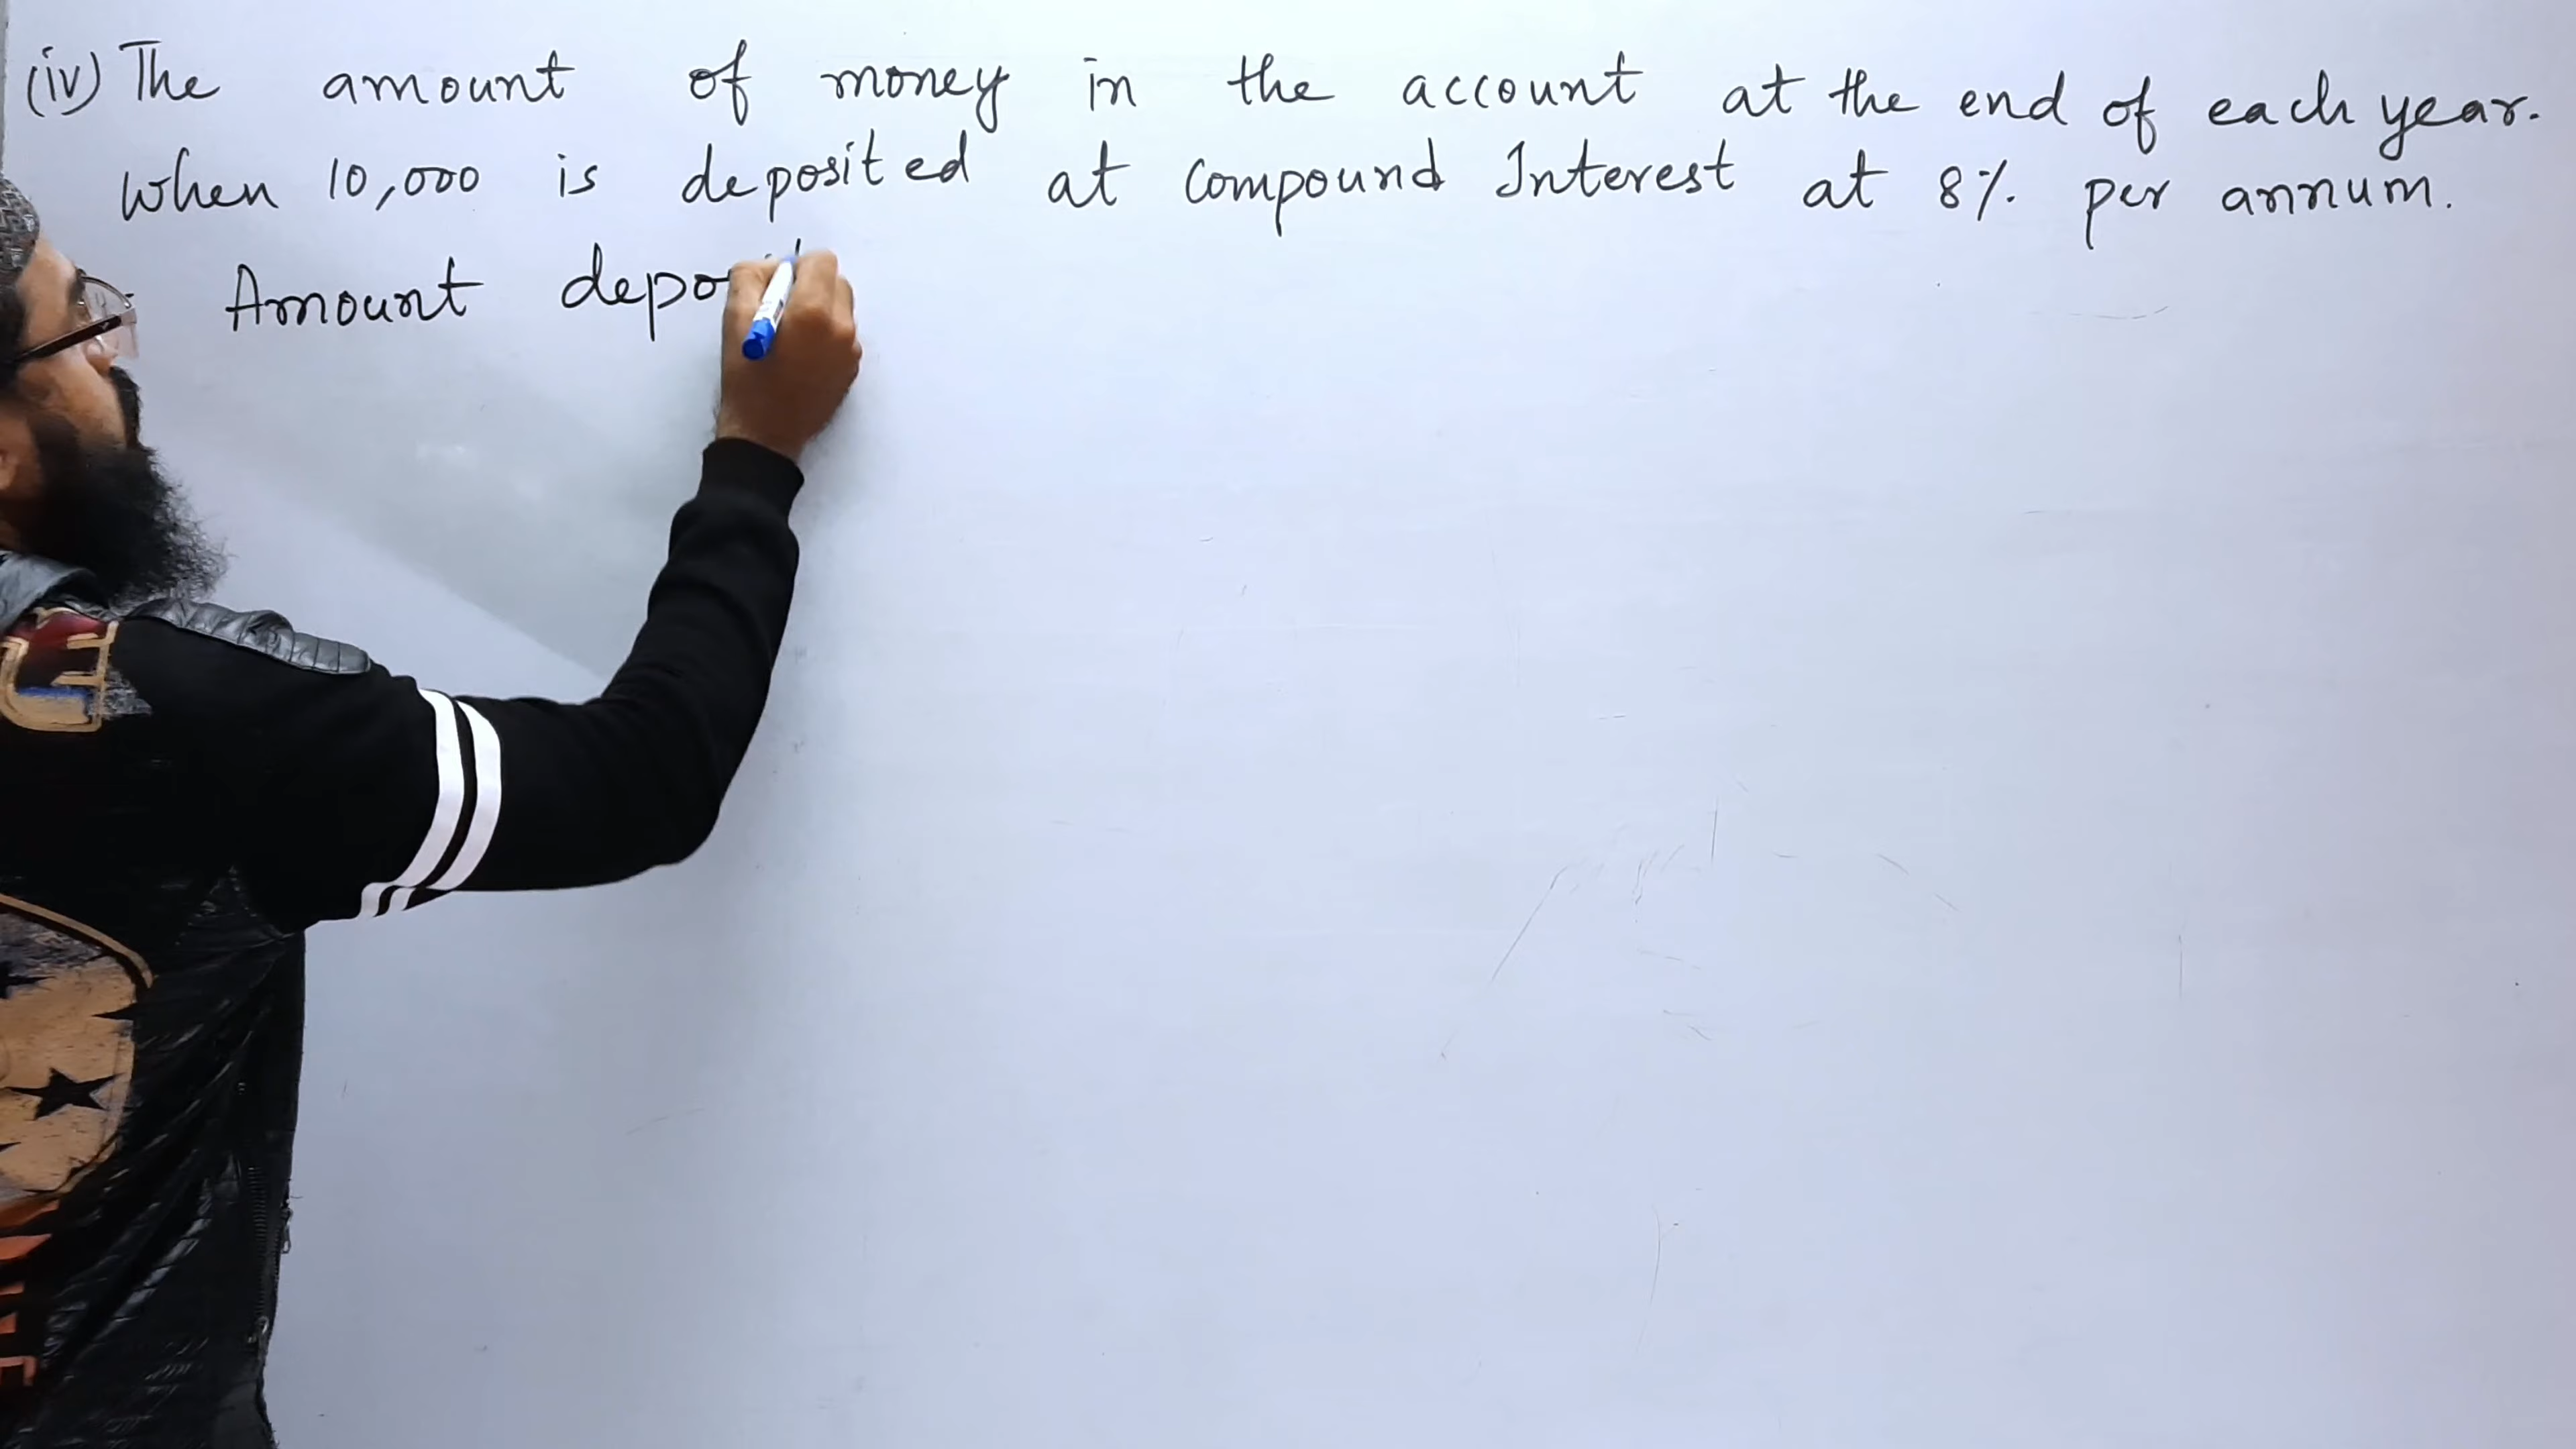 (iv) The amount of money in the account at the end of each year.
when 10,000 is deposited at compound Interest at 8% per annum.
Amount